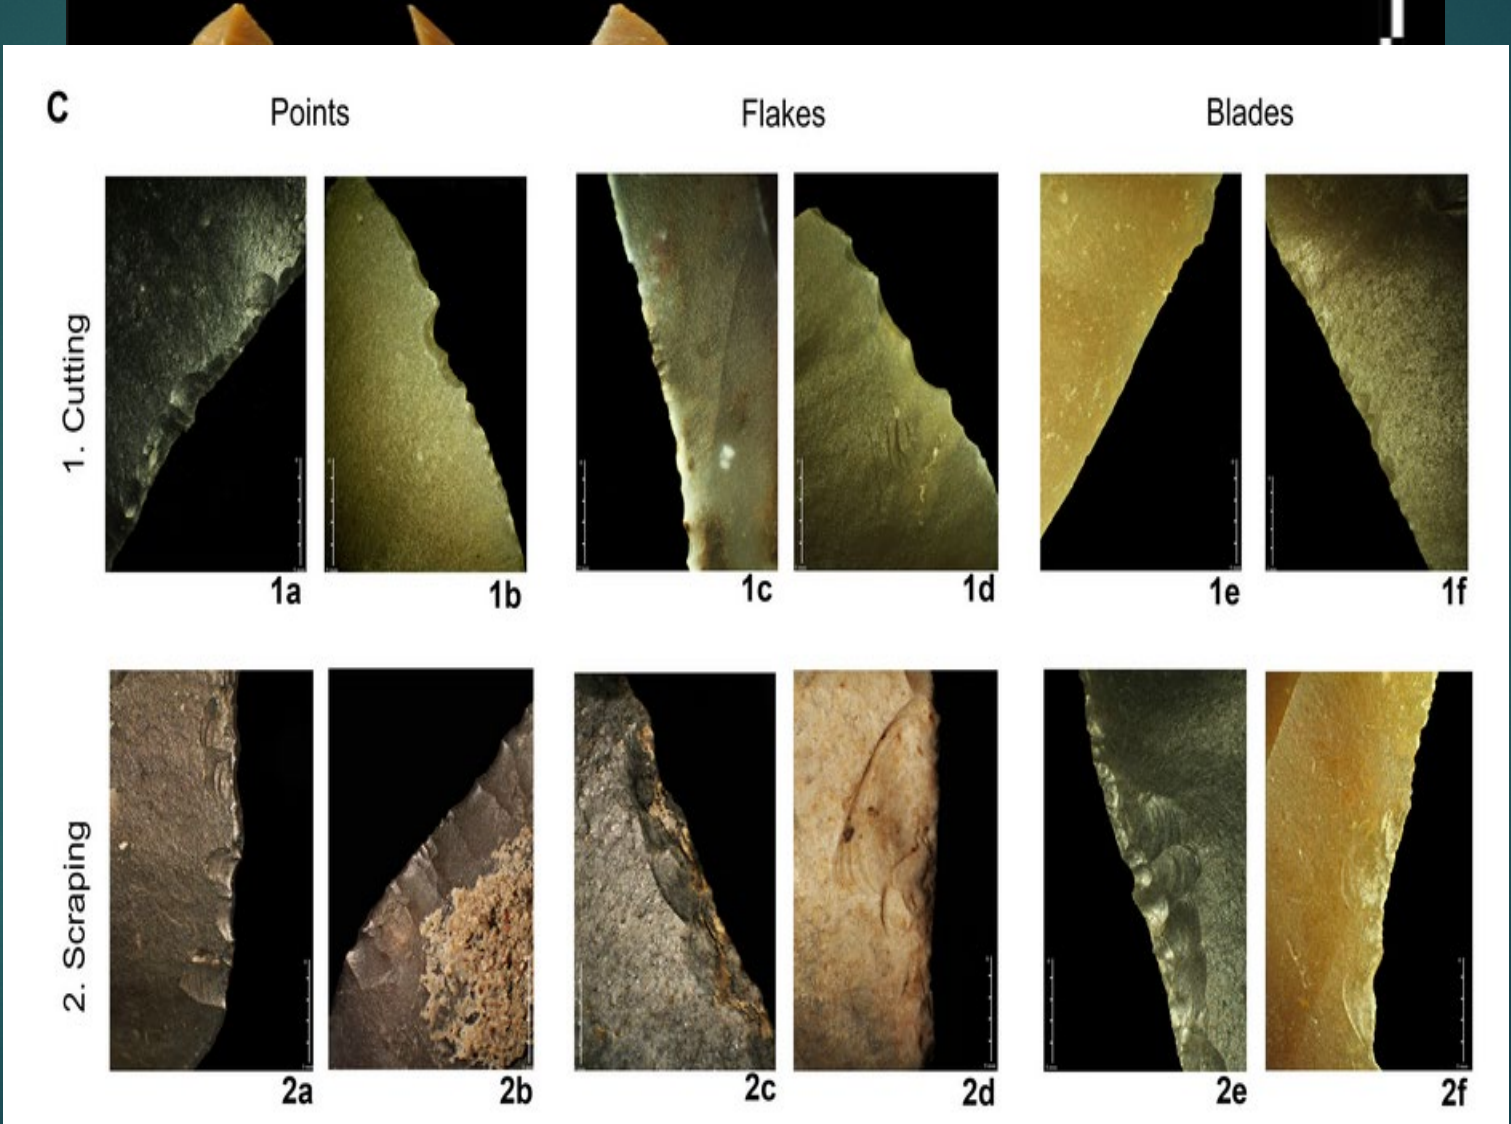 C
Points
Flakes
Blades
1. Cutting
1a
1b
1c
1d
1e
1f
2. Scraping
2a
2b
2c
2d
2e
2f